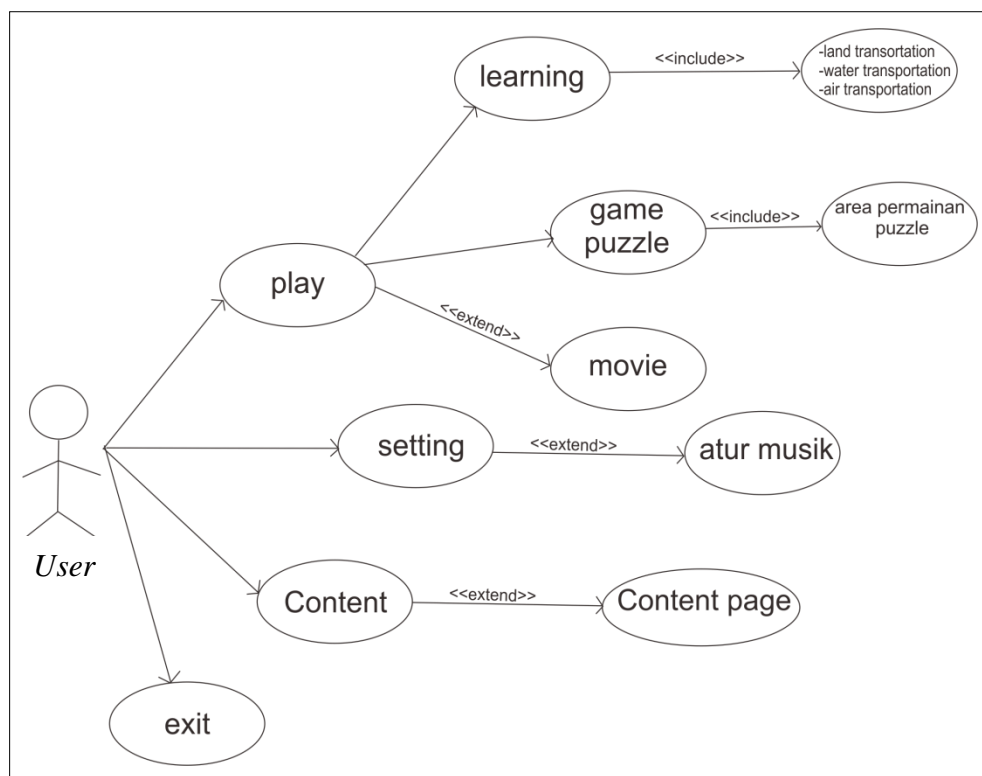 learning
<<include>>
-land transortation
-water transportation
-air transportation
game
puzzle
<<include>>
area permainan
puzzle
play
<<extend>>
movie
setting
<<extend>>
atur musik
User
Content
<<extend>>
Content page
exit